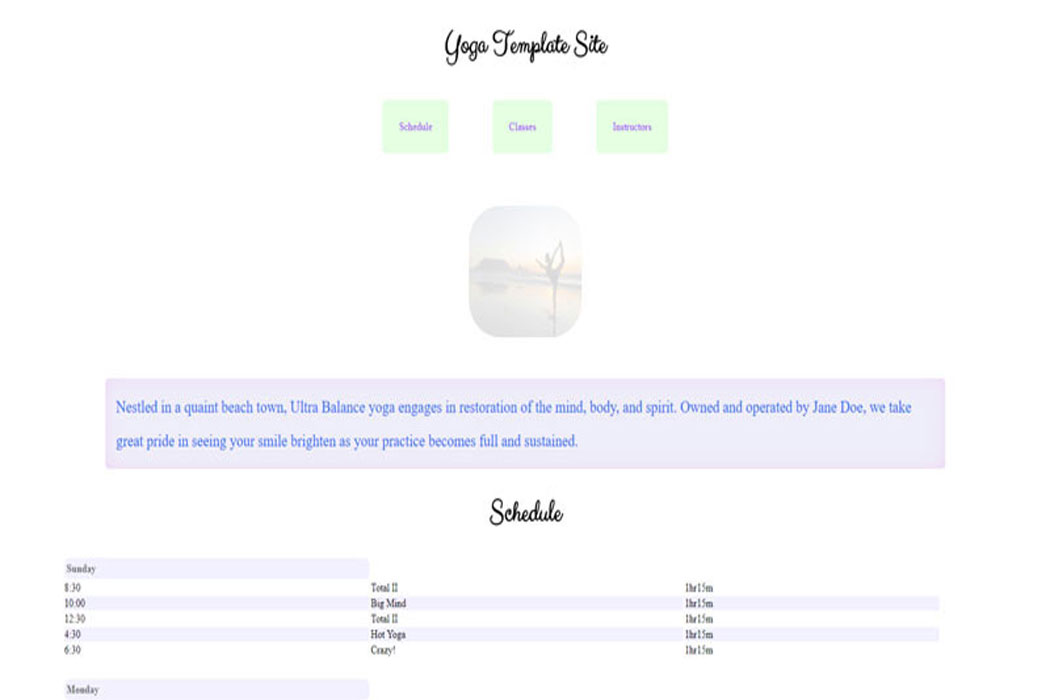 Yoga Template Site
Schedule Classes Instructors
Nestled in a quaint beach town, Ultra Balance yoga engages in restoration of the mind, body, and spirit. Owned and operated by Jane Doe, we take
great pride in seeing your smile brighten as your practice becomes full and sustained.
Schedule
Sunday
8:30 Total II 1hr15m
10:00 Big Mind 1hr15m
12:30 Total II 1hr15m
4:30 Hot Yoga 1hr15m
6:30 Crazy! 1hr15m
Monday